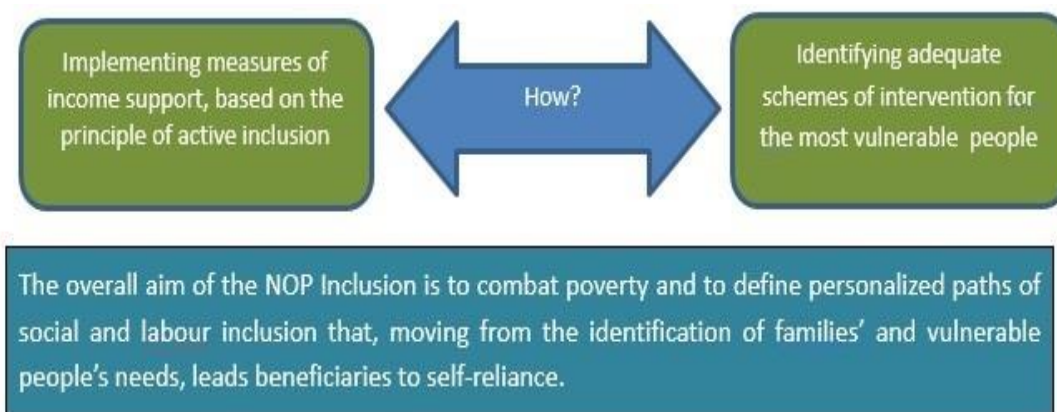 Implementing measures of
income support, based on the
principle of active inclusion
How?
Identifying adequate
schemes of intervention for
the most vulnerable people
The overall aim of the NOP Inclusion is to combat poverty and to define personalized paths of
social and labour inclusion that, moving from the identification of families’ and vulnerable
people’s needs, leads beneficiaries to self-reliance.